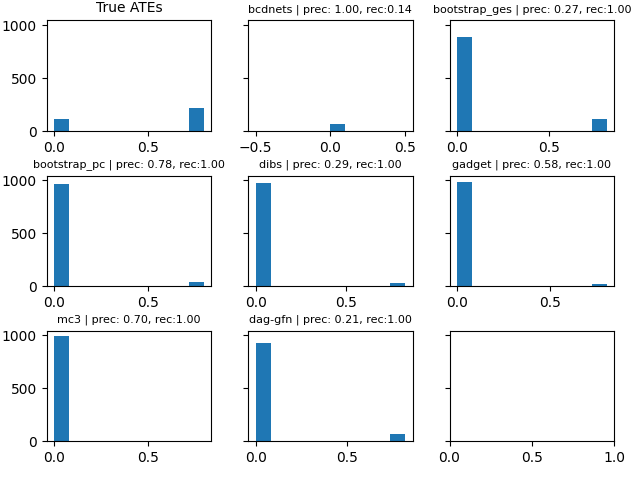 True ATEs
bcdnets | prec: 1.00, rec:0.14
bootstrap_ges | prec: 0.27, rec:1.00
1000
500
0
0.0 0.5
−0.5 0.0 0.5
0.0 0.5
bootstrap_pc | prec: 0.78, rec:1.00
dibs | prec: 0.29, rec:1.00
gadget | prec: 0.58, rec:1.00
1000
500
0
0.0 0.5
0.0 0.5
0.0 0.5
mc3 | prec: 0.70, rec:1.00
dag-gfn | prec: 0.21, rec:1.00
1000
500
0
0.0 0.5
0.0 0.5
0.0 0.5 1.0